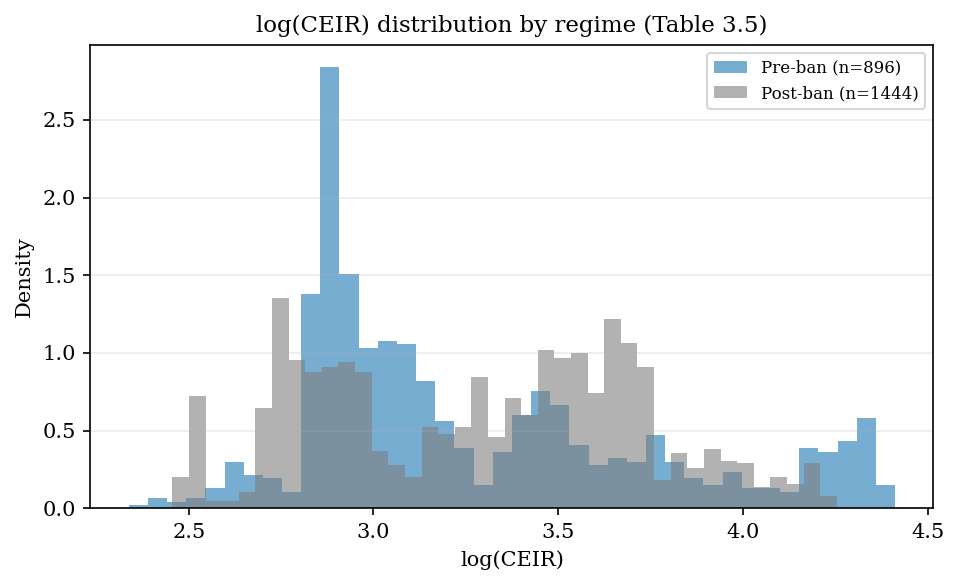 log(CEIR) distribution by regime (Table 3.5)
Pre-ban (n=896)
Post-ban (n=1444)
Density
2.5
2.0
1.5
1.0
0.5
0.0
2.5
3.0
3.5
4.0
4.5
log(CEIR)